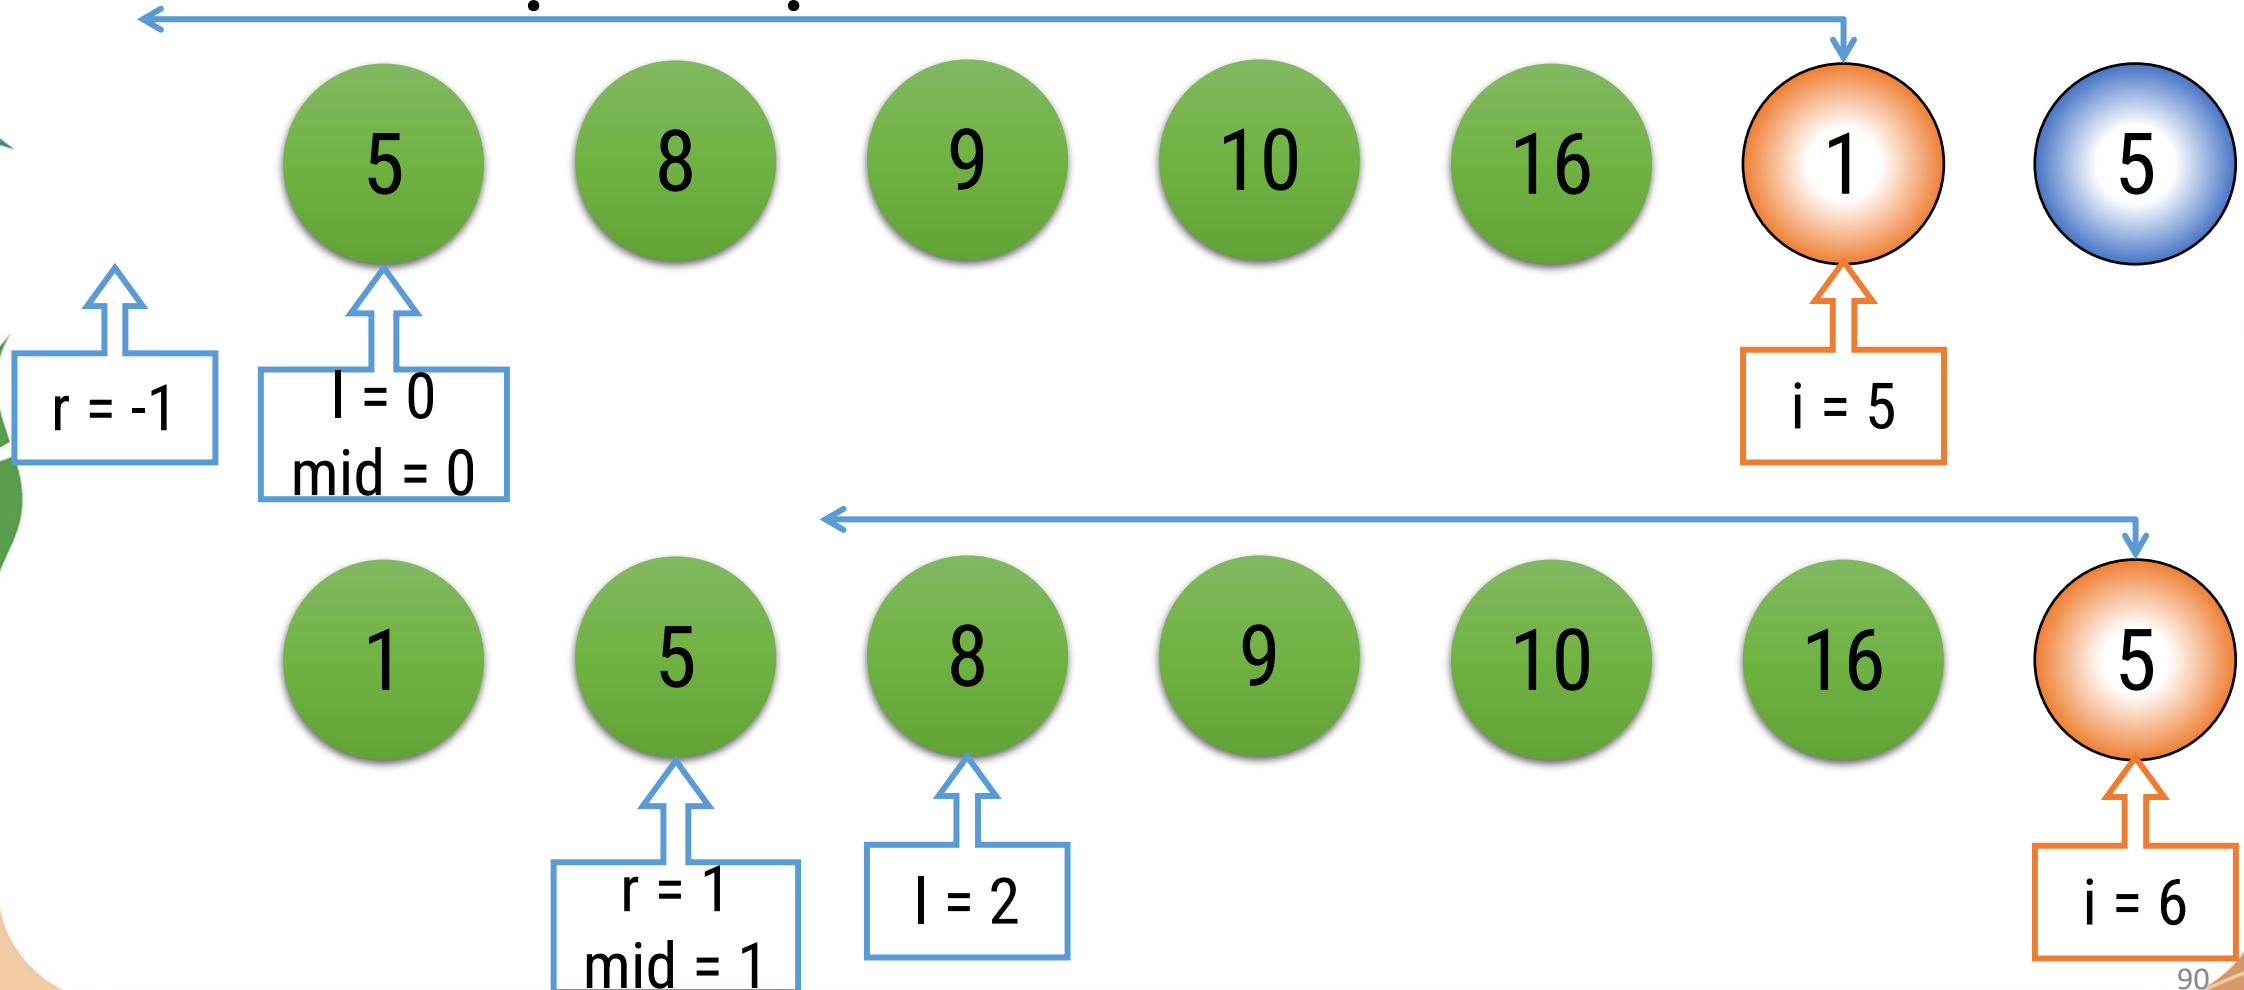 5 8 9 10 16 1 5
r = -1
l = 0
mid = 0
i = 5
1 5 8 9 10 16 5
r = 1
mid = 1
l = 2
i = 6
90